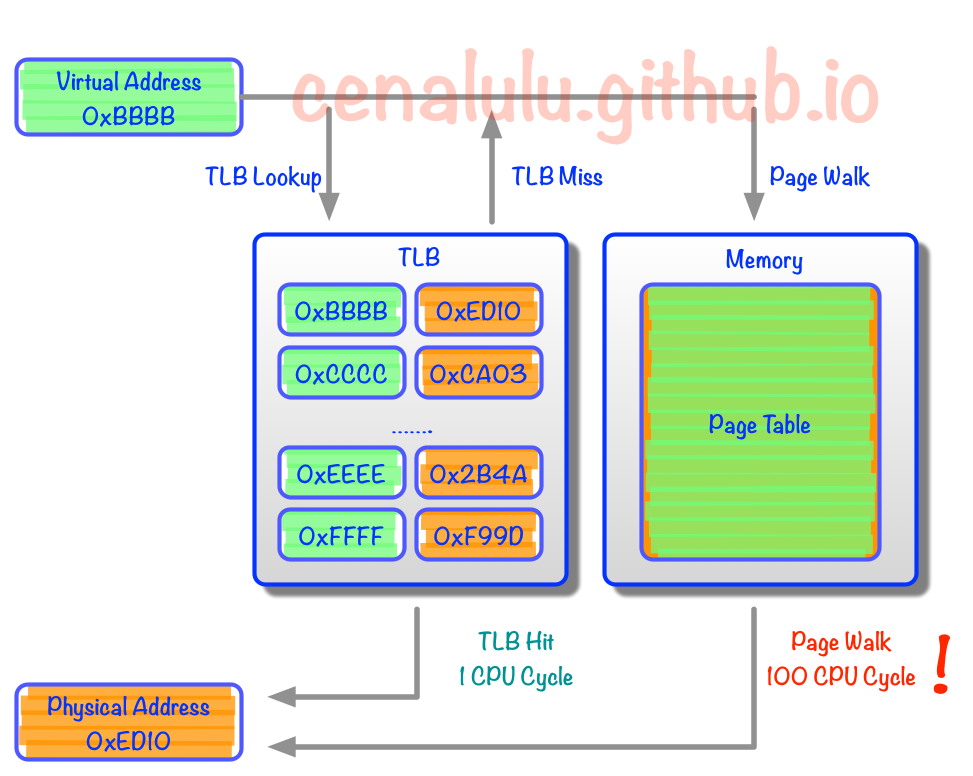 cenalulu.github.io
Virtual Address
0xBBBB
TLB Lookup
TLB Miss
Page Walk
TLB
0xBBBB 0xED10
0xCCCC 0xCA03
.......
0xEEEE 0x2B4A
0xFFFF 0xF99D
Memory
Page Table
TLB Hit
1 CPU Cycle
Page Walk
100 CPU Cycle
!
Physical Address
0xED10